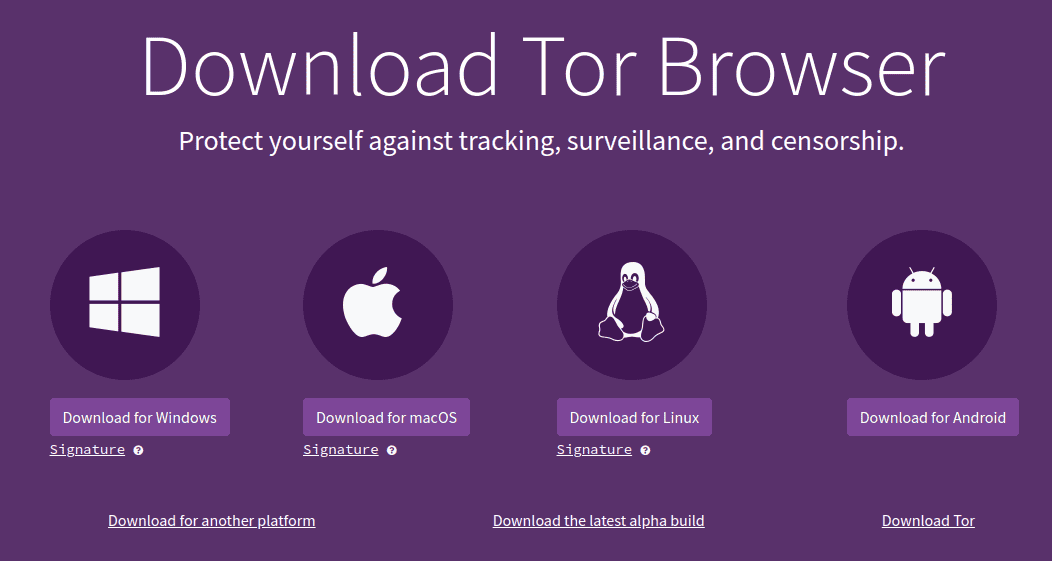 Download Tor Browser
Protect yourself against tracking, surveillance, and censorship.
Download for Windows
Signature ?
Download for macOS
Signature ?
Download for Linux
Signature ?
Download for Android
Download for another platform
Download the latest alpha build
Download Tor